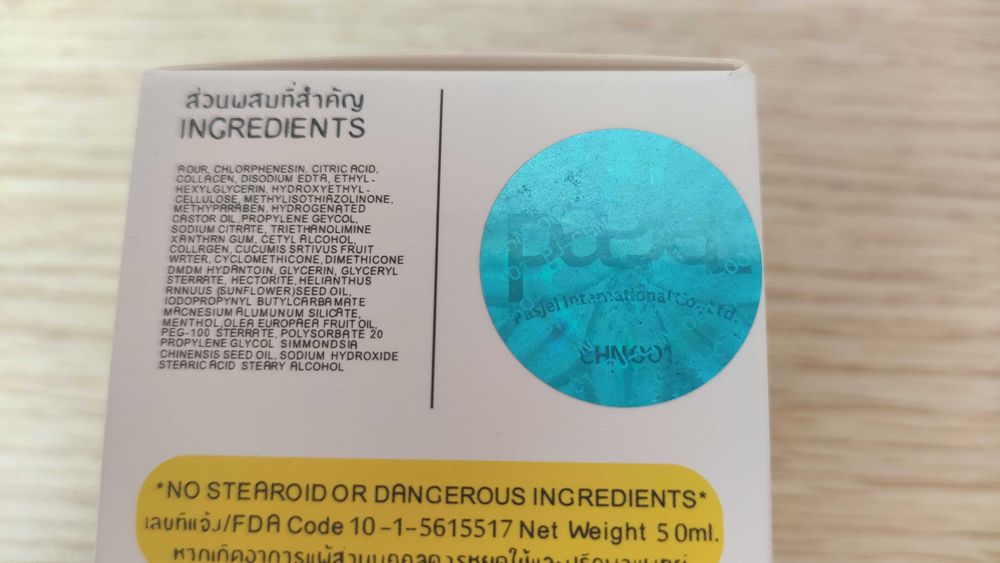 ส่วนผสมที่สำคัญ
INGREDIENTS
AOUR, CHLORPHENESIN, CITRIC ACID,
COLLACEN, DISODNUM EDTA, ETHYL-
HEXYLGLYCERIN, HYDROXYETHYL-
CELLULOSE, METHYLISOTHIAZOLINONE,
METHYPARABEN, HYDROGENATED
CASTOR OIL, PROPYLENE GEYCOL,
SODIUM CITRATE, TRIETHANOLIMINE
XANTHRN GUM, CETYL ALCOHOL,
COLLRGEN, CUCUMIS SRTIVUS FRUIT
WRTER, CYCLOMETHICONE, DIMETHICONE
DMDM HYDANTOIN, GLYCERIN, GLYCERYL
STERRATE, HECTORITE, HELIANTHUS
RNNUUS (SUNFLOWER)SEED OIL,
IODOPROPYNYL BUTYLCARBAMATE
MACNESIUM ALUMUNUM SILICATE,
MENTHOL,OLEA EUROPAEA FRUIT OIL,
PEG-100 STERRATE, POLYSORBATE 20
PROPYLENE GLYCOL SIMMONDSIA
CHINENSIS SEED OIL, SODIUM HYDROXIDE
STEARIC ACID STEARY ALCOHOL
Pasjel International Co., Ltd.
CHN001
*NO STEAROID OR DANGEROUS INGREDIENTS*
เลขที่แจ้ง/FDA Code 10-1-5615517 Net Weight 50ml.